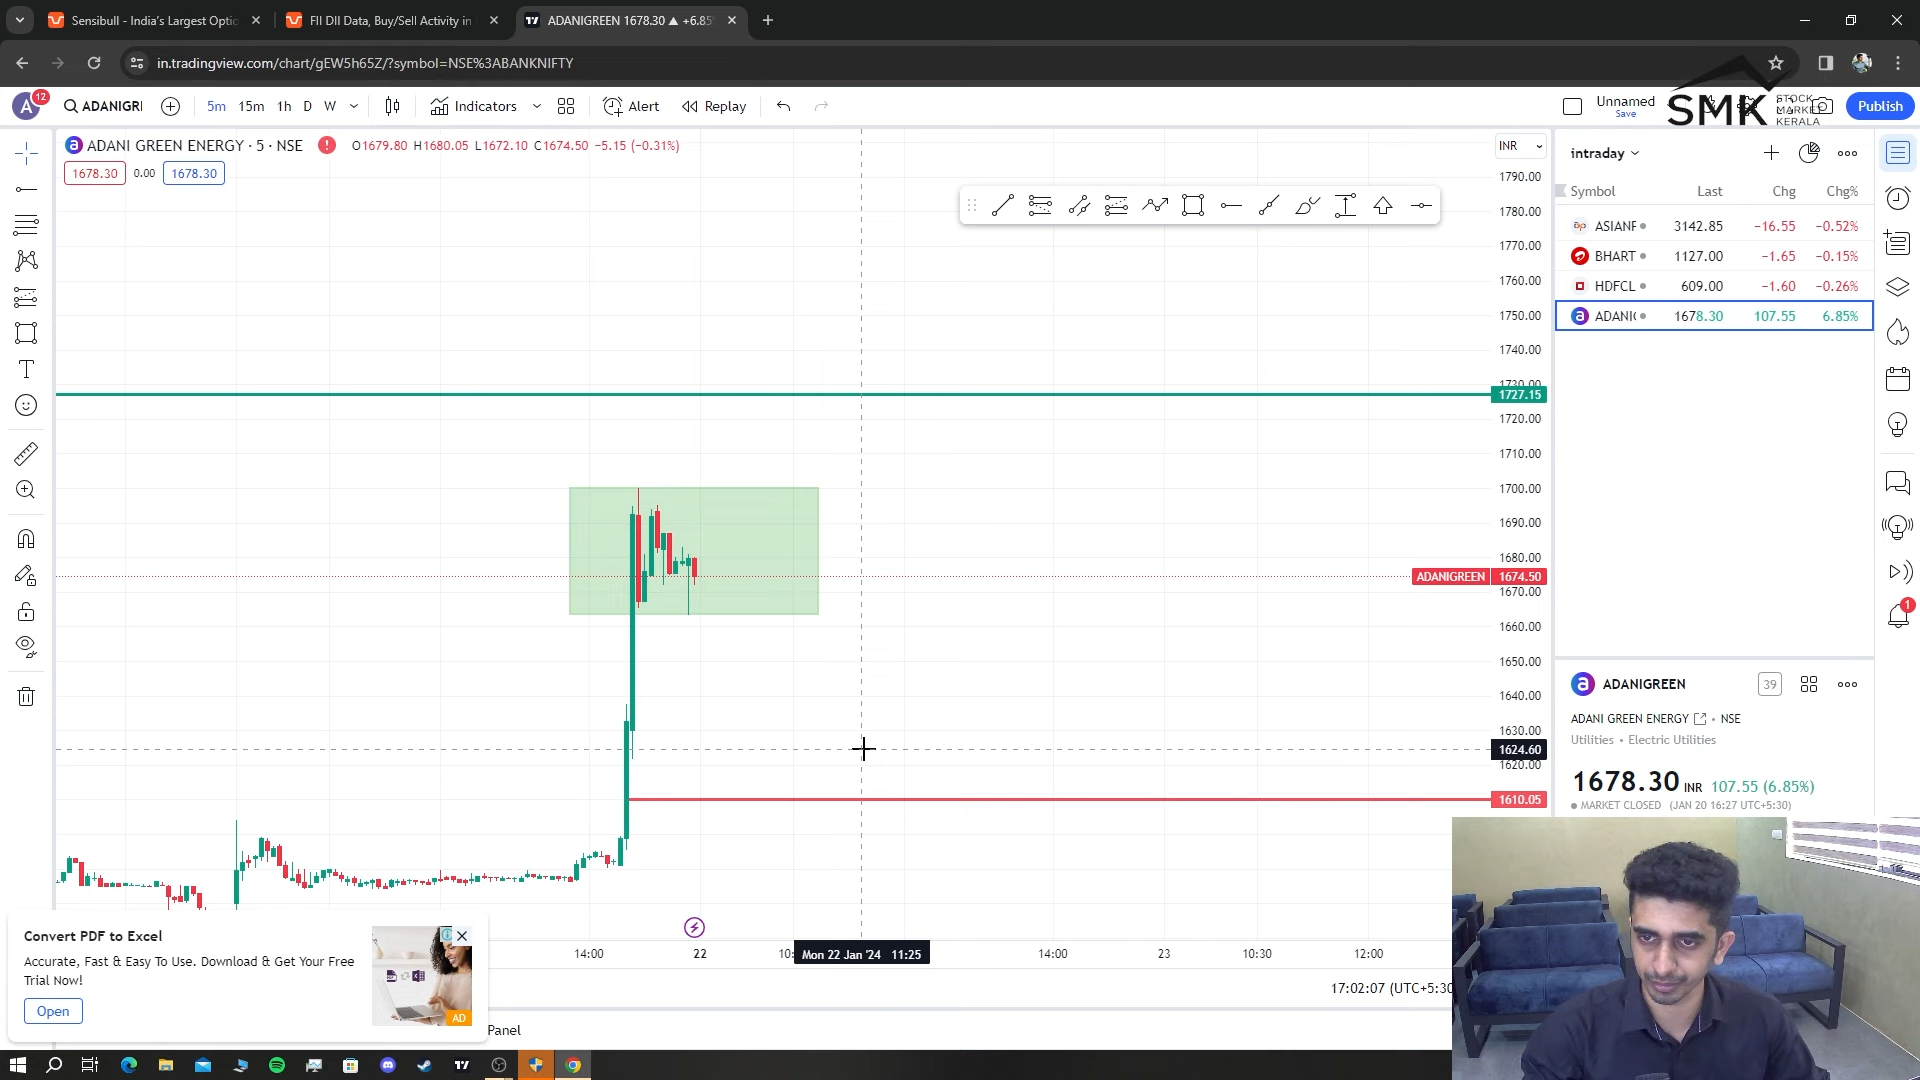 Sensibull - India's Largest Optio
FII DII Data, Buy/Sell Activity in
ADANIGREEN 1678.30 ▲ +6.85
in.tradingview.com/chart/gEW5h65Z/?symbol=NSE%3ABANKNIFTY
A 12
ADANIGRI
5m 15m 1h D W
Indicators
Alert
Replay
Unnamed
Save
Publish
SMK
STOCK
MARKET
KERALA
ADANI GREEN ENERGY · 5 · NSE
O1679.80 H1680.05 L1672.10 C1674.50 −5.15 (−0.31%)
1678.30 0.00 1678.30
INR
1790.00
1780.00
1770.00
1760.00
1750.00
1740.00
1730.00
1727.15
1720.00
1710.00
1700.00
1690.00
1680.00
ADANIGREEN 1674.50
1670.00
1660.00
1650.00
1640.00
1630.00
1624.60
1620.00
1610.05
intraday
Symbol Last Chg Chg%
ASIANF 3142.85 −16.55 −0.52%
BHART 1127.00 −1.65 −0.15%
HDFCL 609.00 −1.60 −0.26%
ADANI 1678.30 107.55 6.85%
ADANIGREEN
39
ADANI GREEN ENERGY · NSE
Utilities • Electric Utilities
1678.30 INR 107.55 (6.85%)
MARKET CLOSED (JAN 20 16:27 UTC+5:30)
1
14:00 22 10: Mon 22 Jan '24 11:25 14:00 23 10:30 12:00
17:02:07 (UTC+5:30
Panel
Convert PDF to Excel
Accurate, Fast & Easy To Use. Download & Get Your Free
Trial Now!
Open
AD